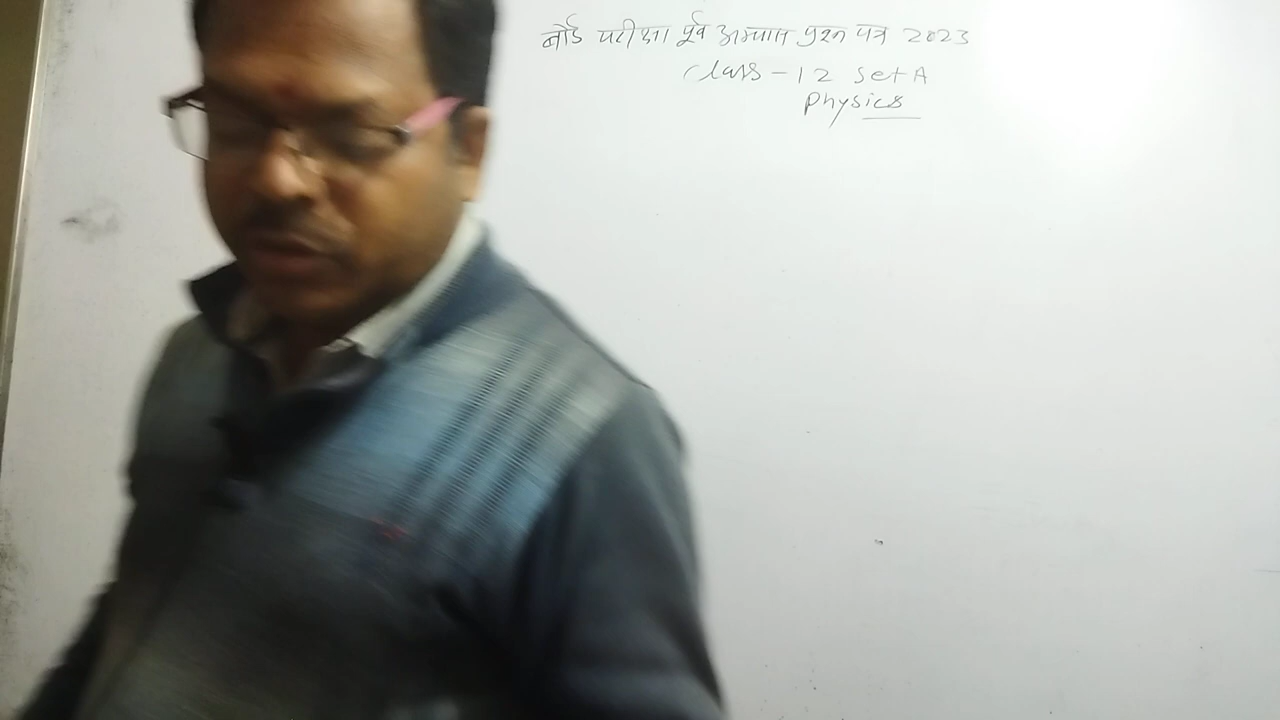 बोर्ड परीक्षा पूर्व अभ्यास प्रश्न पत्र 2023
Class - 12 Set A
Physics